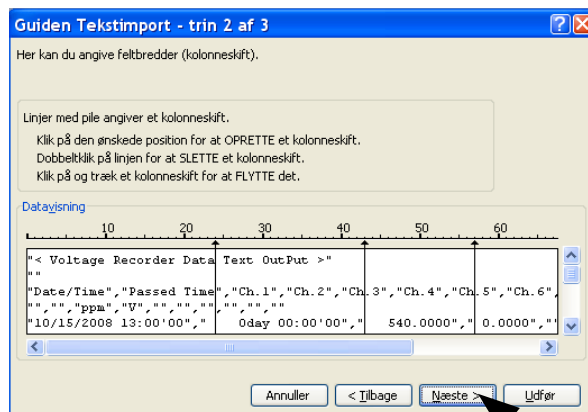 Guiden Tekstimport - trin 2 af 3
Her kan du angive feltbredder (kolonneskift).
Linjer med pile angiver et kolonneskift.
Klik på den ønskede position for at OPRETTE et kolonneskift.
Dobbeltklik på linjen for at SLETTE et kolonneskift.
Klik på og træk et kolonneskift for at FLYTTE det.
Datavisning
10 20 30 40 50 60
"< Voltage Recorder Data Text OutPut >"
""
"Date/Time","Passed Time","Ch.1","Ch.2","Ch.3","Ch.4","Ch.5","Ch.6",
"","","ppm","V","","","","","",""
"10/15/2008 13:00'00"," 0day 00:00'00"," 540.0000"," 0.0000","
Annuller < Tilbage Næste > Udfør